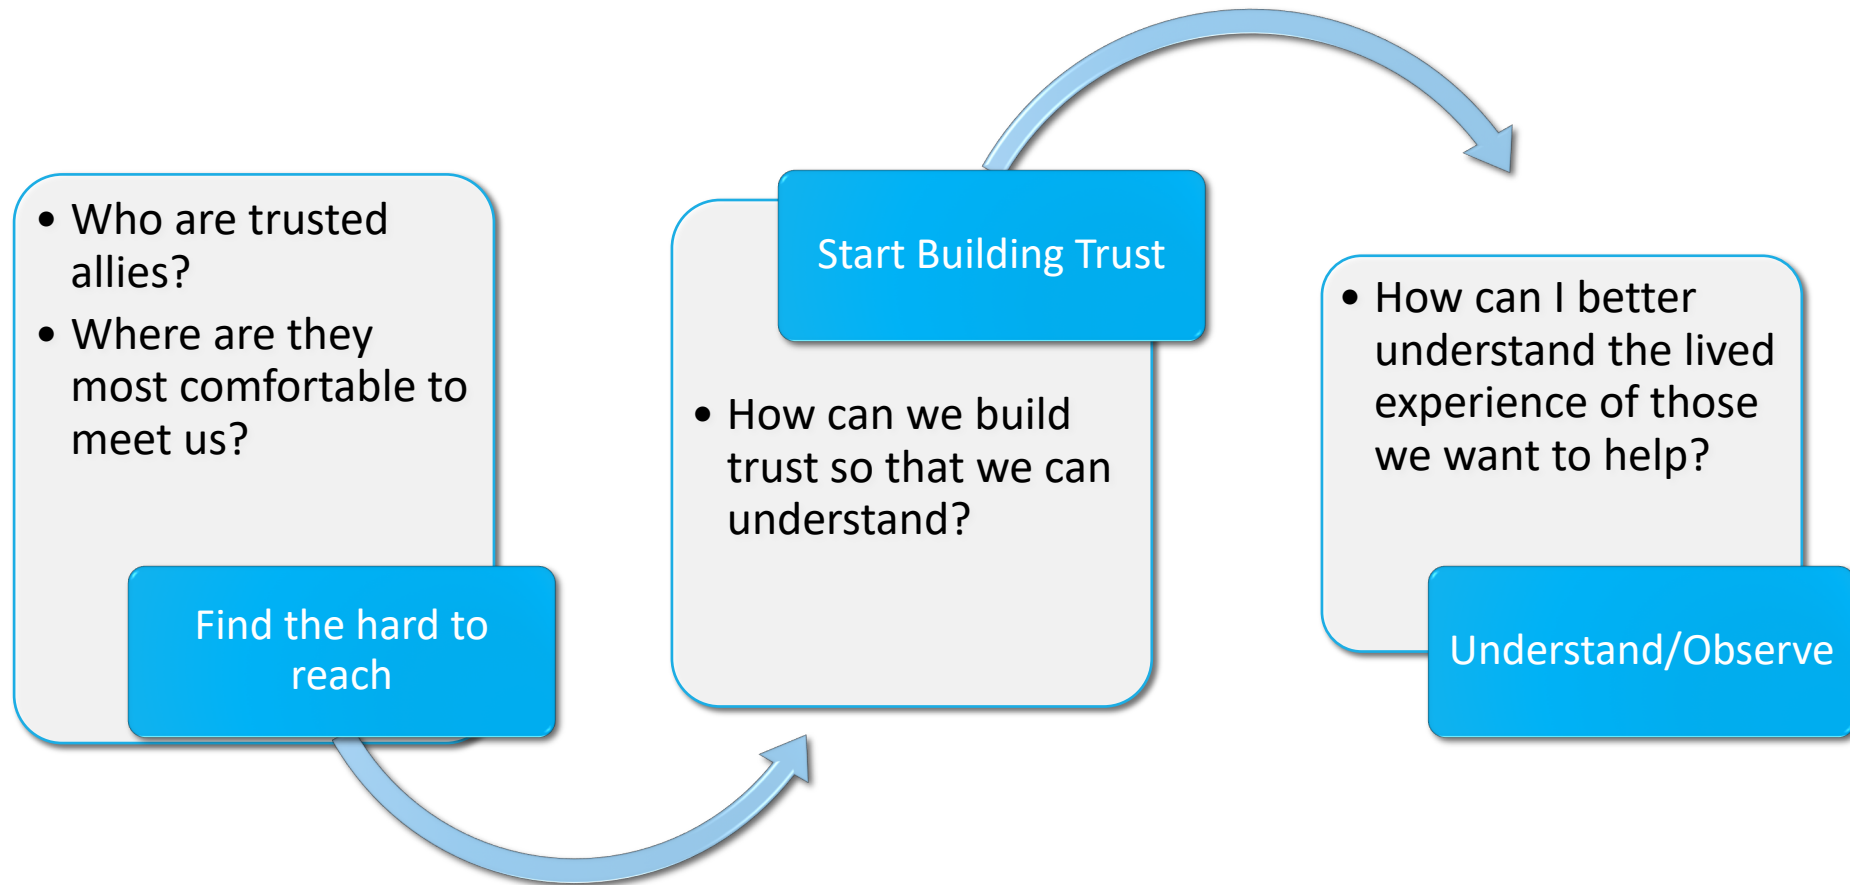 • Who are trusted
allies?
• Where are they
most comfortable to
meet us?
Find the hard to
reach
Start Building Trust
• How can we build
trust so that we can
understand?
• How can I better
understand the lived
experience of those
we want to help?
Understand/Observe